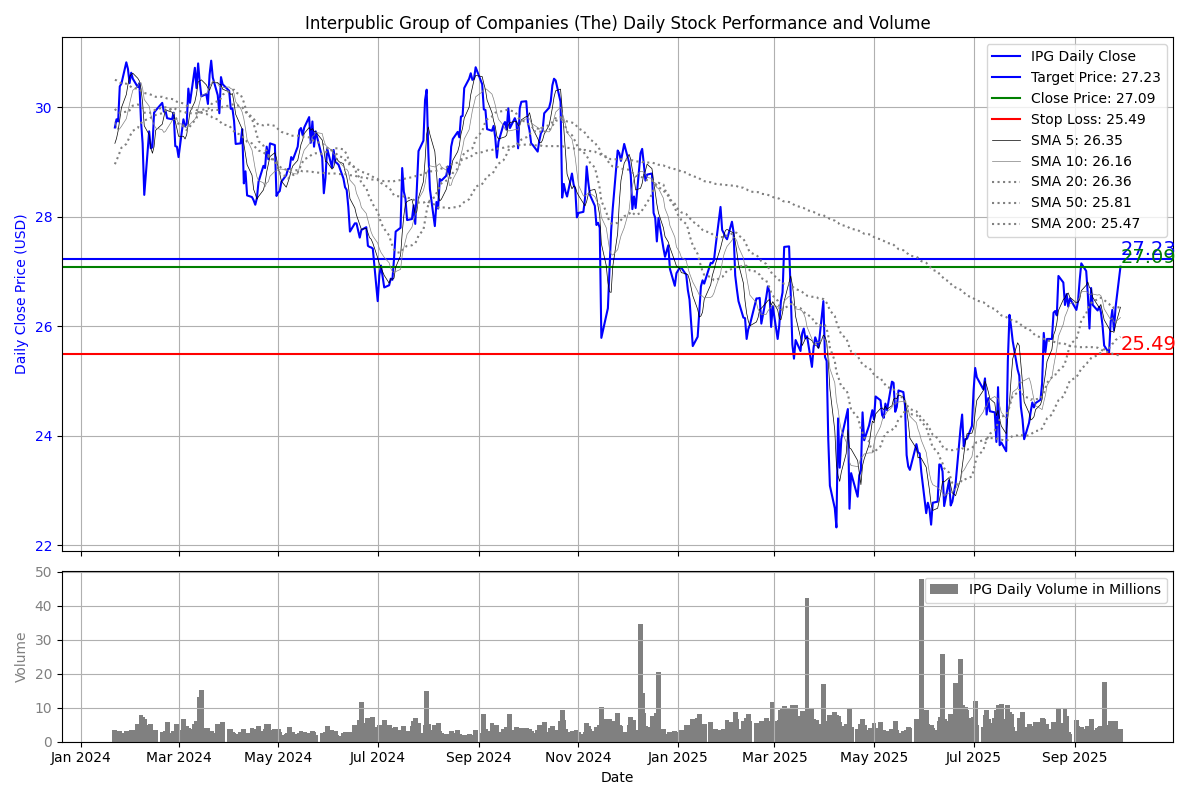 Interpublic Group of Companies (The) Daily Stock Performance and Volume
IPG Daily Close
Target Price: 27.23
Close Price: 27.09
Stop Loss: 25.49
SMA 5: 26.35
SMA 10: 26.16
SMA 20: 26.36
SMA 50: 25.81
SMA 200: 25.47
Daily Close Price (USD)
30
28
26
24
22
27.23
27.09
25.49
IPG Daily Volume in Millions
Volume
50
40
30
20
10
0
Jan 2024 Mar 2024 May 2024 Jul 2024 Sep 2024 Nov 2024 Jan 2025 Mar 2025 May 2025 Jul 2025 Sep 2025
Date